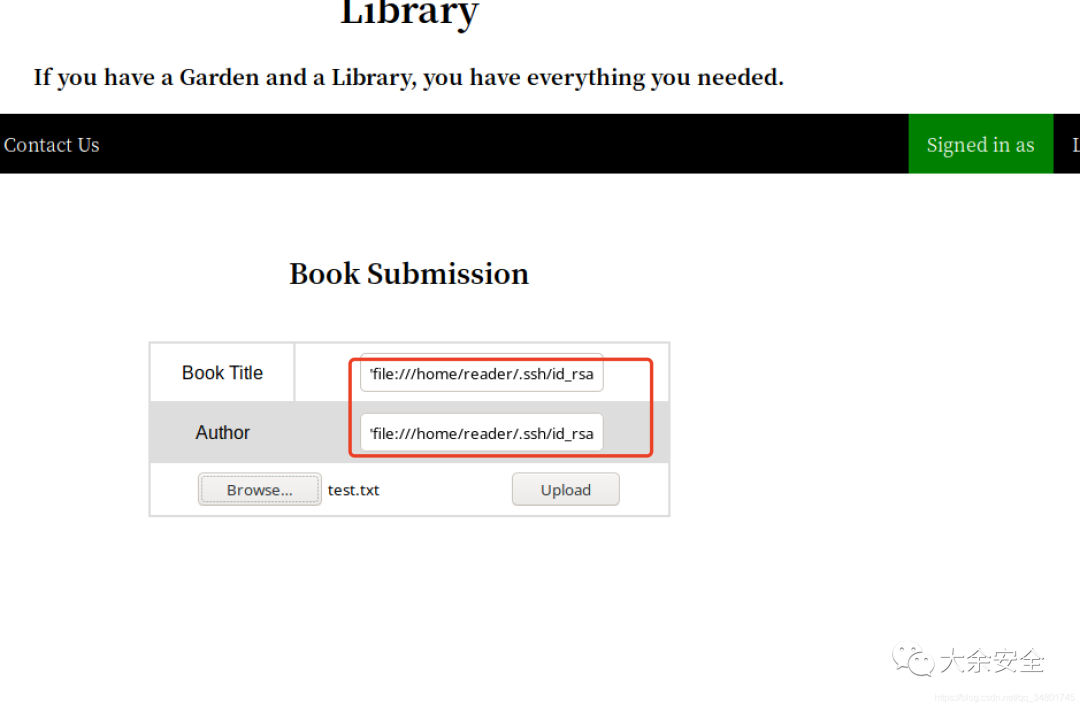 Library
If you have a Garden and a Library, you have everything you needed.
Contact Us
Signed in as
L
Book Submission
Book Title
'file:///home/reader/.ssh/id_rsa
Author
'file:///home/reader/.ssh/id_rsa
Browse...
test.txt
Upload
大余安全
https://blog.csdn.net/qq_34801745